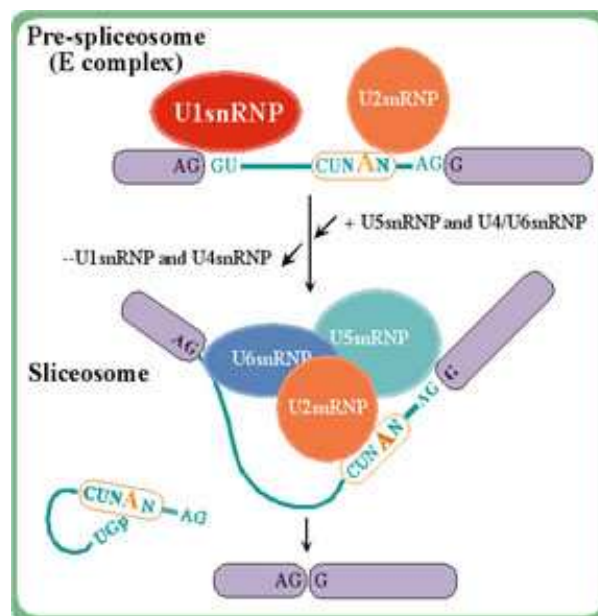 Pre-spliceosome
(E complex)
U1snRNP
U2snRNP
AG GU CUNAN AG G
+ U5snRNP and U4/U6snRNP
--U1snRNP and U4snRNP
AG
U5snRNP
U6snRNP
G
AG
Sliceosome
U2snRNP
CUNAN
CUNAN
AG
UGp
AG G